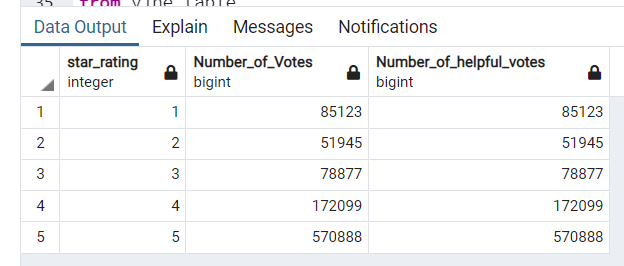 35 from vine_table
Data Output Explain Messages Notifications
star_rating Number_of_Votes Number_of_helpful_votes
integer bigint bigint
1 1 85123 85123
2 2 51945 51945
3 3 78877 78877
4 4 172099 172099
5 5 570888 570888